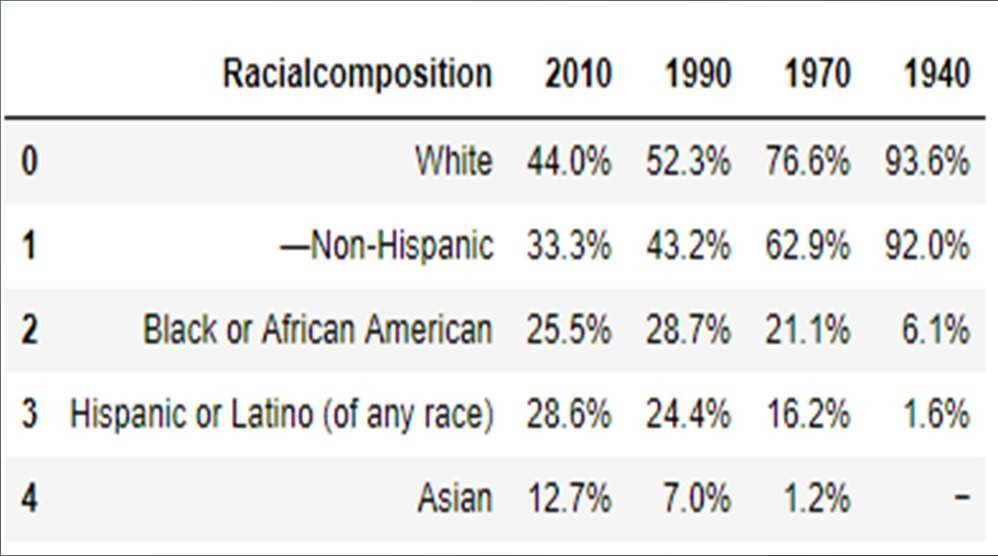 Racialcomposition 2010 1990 1970 1940
0 White 44.0% 52.3% 76.6% 93.6%
1 —Non-Hispanic 33.3% 43.2% 62.9% 92.0%
2 Black or African American 25.5% 28.7% 21.1% 6.1%
3 Hispanic or Latino (of any race) 28.6% 24.4% 16.2% 1.6%
4 Asian 12.7% 7.0% 1.2% −